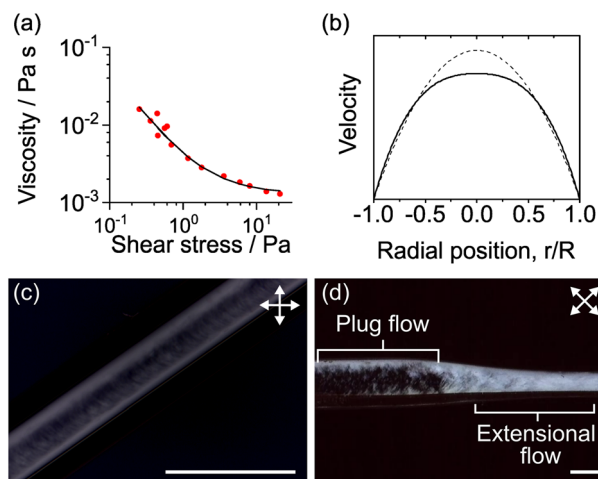 (a)
Viscosity / Pa s
10-1
10-2
10-3
10-1
100
101
Shear stress / Pa
(b)
Velocity
-1.0
-0.5
0.0
0.5
1.0
Radial position, r/R
(c)
(d)
Plug flow
Extensional
flow